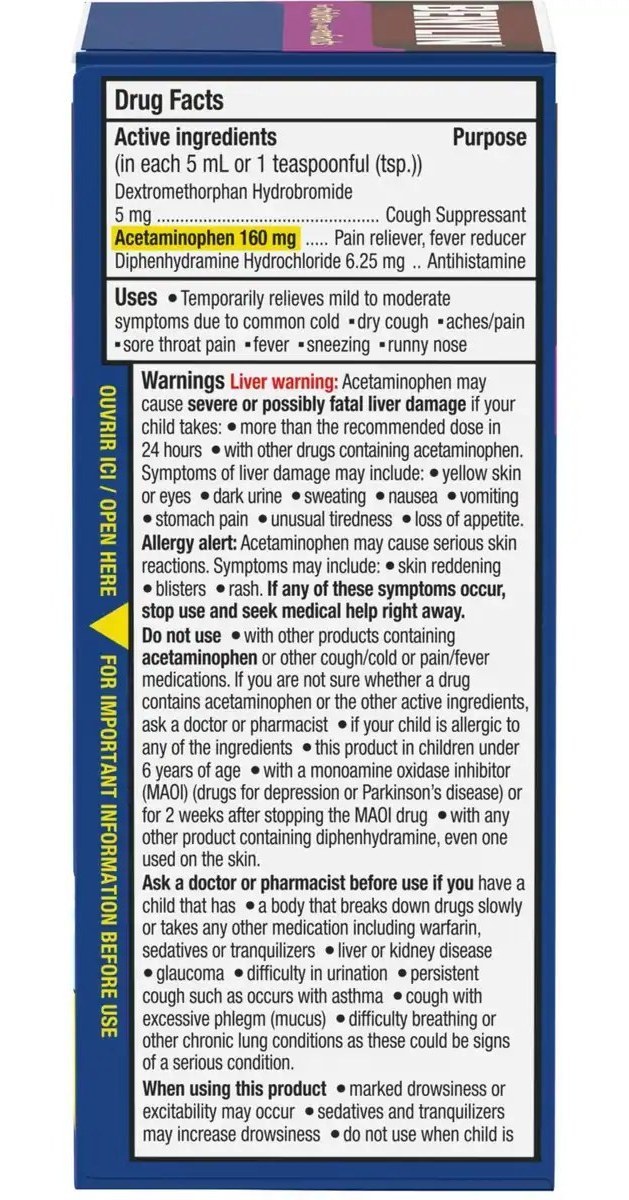 BENYLIN
Drug Facts
Active ingredients Purpose
(in each 5 mL or 1 teaspoonful (tsp.))
Dextromethorphan Hydrobromide
5 mg ............................................. Cough Suppressant
Acetaminophen 160 mg ..... Pain reliever, fever reducer
Diphenhydramine Hydrochloride 6.25 mg .. Antihistamine
Uses • Temporarily relieves mild to moderate
symptoms due to common cold ▪ dry cough ▪ aches/pain
▪ sore throat pain ▪ fever ▪ sneezing ▪ runny nose
Warnings Liver warning: Acetaminophen may
cause severe or possibly fatal liver damage if your
child takes: • more than the recommended dose in
24 hours • with other drugs containing acetaminophen.
Symptoms of liver damage may include: • yellow skin
or eyes • dark urine • sweating • nausea • vomiting
• stomach pain • unusual tiredness • loss of appetite.
Allergy alert: Acetaminophen may cause serious skin
reactions. Symptoms may include: • skin reddening
• blisters • rash. If any of these symptoms occur,
stop use and seek medical help right away.
Do not use • with other products containing
acetaminophen or other cough/cold or pain/fever
medications. If you are not sure whether a drug
contains acetaminophen or the other active ingredients,
ask a doctor or pharmacist • if your child is allergic to
any of the ingredients • this product in children under
6 years of age • with a monoamine oxidase inhibitor
(MAOI) (drugs for depression or Parkinson's disease) or
for 2 weeks after stopping the MAOI drug • with any
other product containing diphenhydramine, even one
used on the skin.
Ask a doctor or pharmacist before use if you have a
child that has • a body that breaks down drugs slowly
or takes any other medication including warfarin,
sedatives or tranquilizers • liver or kidney disease
• glaucoma • difficulty in urination • persistent
cough such as occurs with asthma • cough with
excessive phlegm (mucus) • difficulty breathing or
other chronic lung conditions as these could be signs
of a serious condition.
When using this product • marked drowsiness or
excitability may occur • sedatives and tranquilizers
may increase drowsiness • do not use when child is
OUVRIR ICI / OPEN HERE
FOR IMPORTANT INFORMATION BEFORE USE